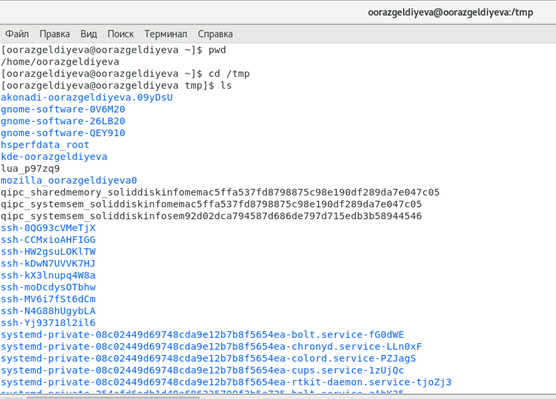 oorazgeldiyeva@oorazgeldiyeva:/tmp
Файл Правка Вид Поиск Терминал Справка
[oorazgeldiyeva@oorazgeldiyeva ~]$ pwd
/home/oorazgeldiyeva
[oorazgeldiyeva@oorazgeldiyeva ~]$ cd /tmp
[oorazgeldiyeva@oorazgeldiyeva tmp]$ ls
akonadi-oorazgeldiyeva.09yDsU
gnome-software-0V6M20
gnome-software-26LB20
gnome-software-QEY910
hsperfdata_root
kde-oorazgeldiyeva
lua_p97zq9
mozilla_oorazgeldiyeva0
qipc_sharedmemory_soliddiskinfomemac5ffa537fd8798875c98e190df289da7e047c05
qipc_systemsem_soliddiskinfomemac5ffa537fd8798875c98e190df289da7e047c05
qipc_systemsem_soliddiskinfosem92d02dca794587d686de797d715edb3b58944546
ssh-0QG93cVMeTjX
ssh-CCMxioAHFIGG
ssh-HW2gsuLOKlTW
ssh-kDwN7UVVK7HJ
ssh-kX3lnupq4W8a
ssh-moDcdysOTbhw
ssh-MV6i7fSt6dCm
ssh-N4G88hUgybLA
ssh-Yj93718l2il6
systemd-private-08c02449d69748cda9e12b7b8f5654ea-bolt.service-fG0dWE
systemd-private-08c02449d69748cda9e12b7b8f5654ea-chronyd.service-LLn0xF
systemd-private-08c02449d69748cda9e12b7b8f5654ea-colord.service-PZJagS
systemd-private-08c02449d69748cda9e12b7b8f5654ea-cups.service-1zUjQc
systemd-private-08c02449d69748cda9e12b7b8f5654ea-rtkit-daemon.service-tjoZj3